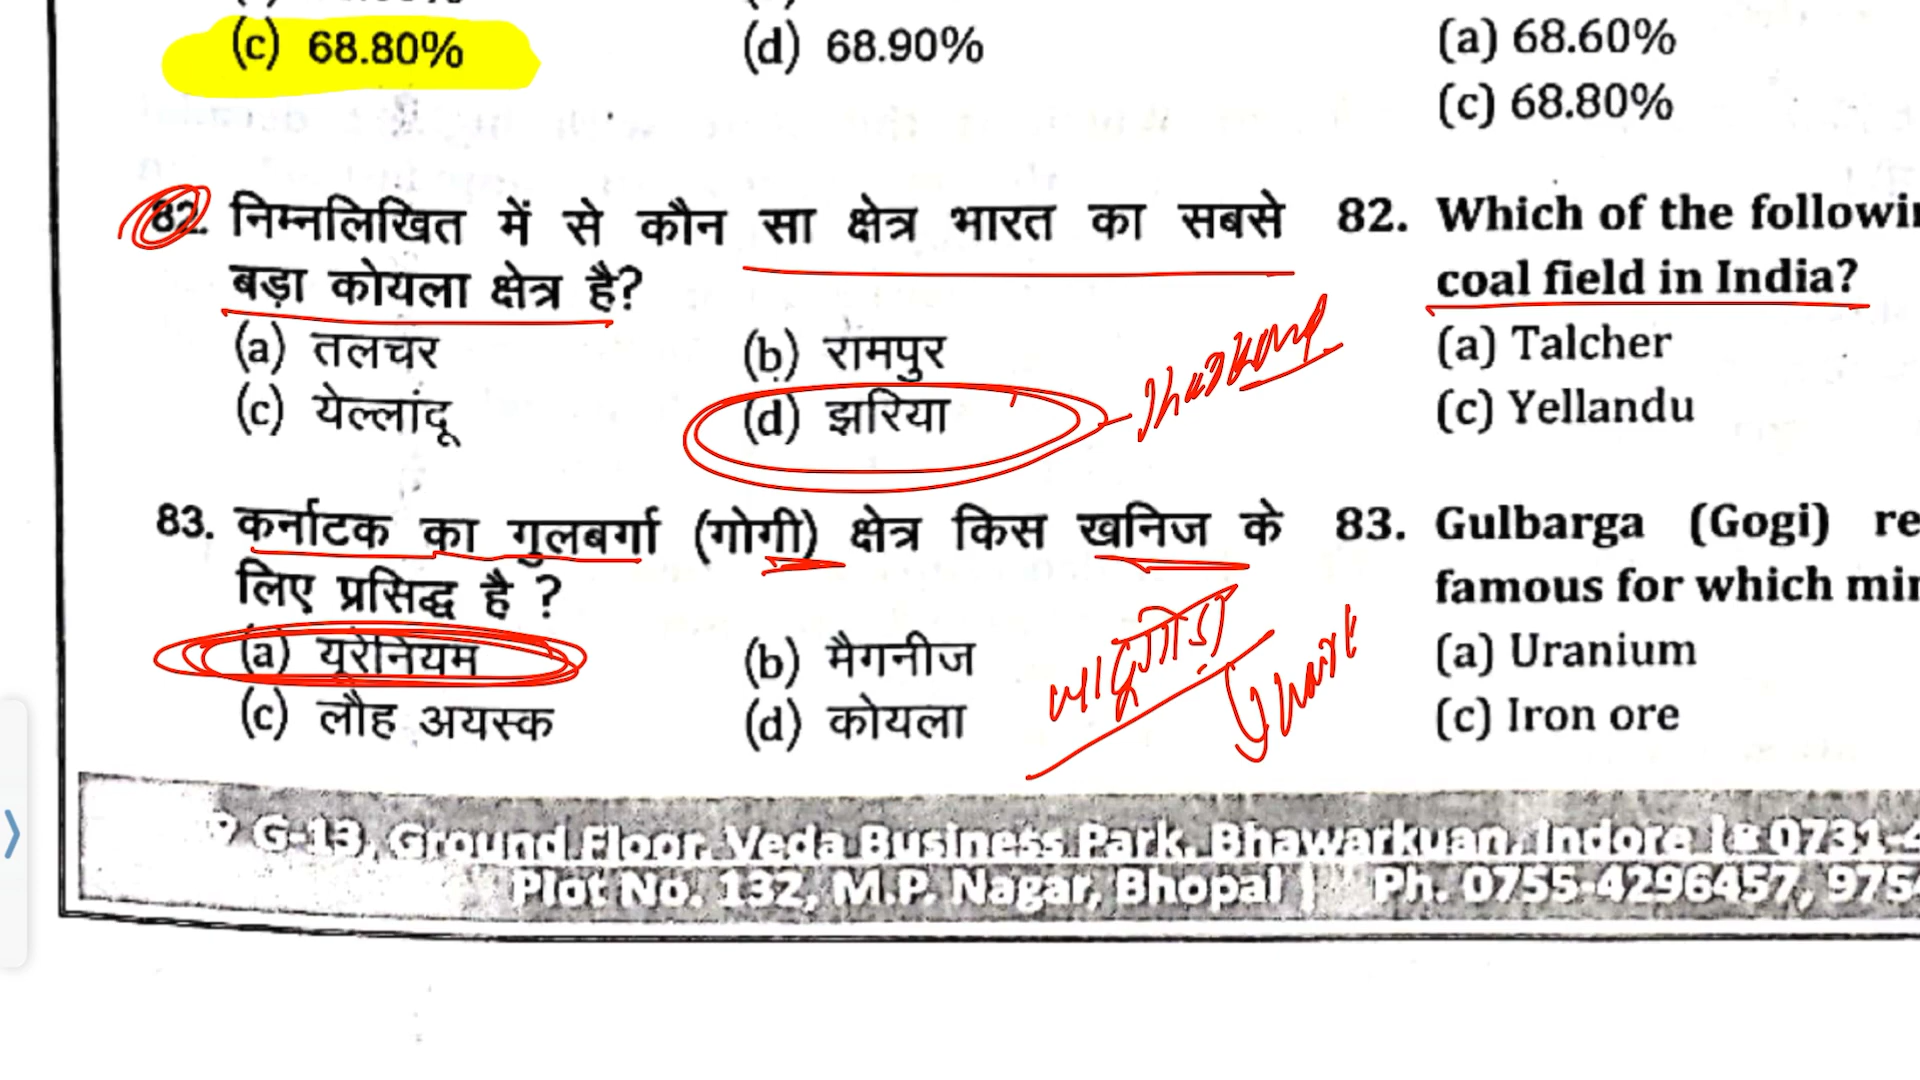 (c) 68.80%
(d) 68.90%
(a) 68.60%
(c) 68.80%
82. निम्नलिखित में से कौन सा क्षेत्र भारत का सबसे
बड़ा कोयला क्षेत्र है?
(a) तलचर
(b) रामपुर
(c) येल्लांदू
(d) झरिया
82. Which of the
coal field in India?
(a) Talcher
(c) Yellandu
83. कर्नाटक का गुलबर्गा (गोगी) क्षेत्र किस खनिज के
लिए प्रसिद्ध है ?
(a) यूरेनियम
(b) मैगनीज
(c) लौह अयस्क
(d) कोयला
83. Gulbarga (Gogi)
famous for which
(a) Uranium
(c) Iron ore
G-13, Ground Floor, Veda Business Park, Bhawarkuan, Indore
Plot No. 132, M.P. Nagar, Bhopal | Ph. 0755-4296457,